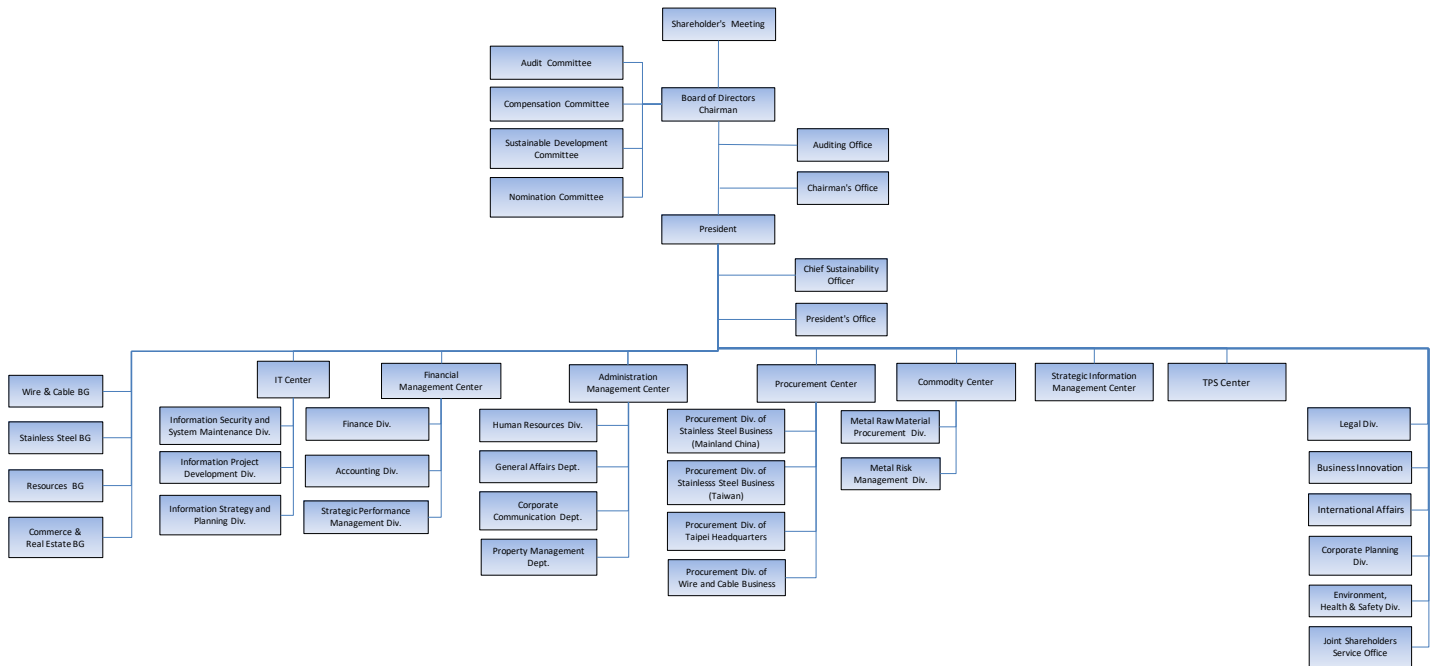 Shareholder's Meeting
Audit Committee
Compensation Committee
Sustainable Development
Committee
Nomination Committee
Board of Directors
Chairman
Auditing Office
Chairman's Office
President
Chief Sustainability
Officer
President's Office
Wire & Cable BG
Stainless Steel BG
Resources BG
Commerce &
Real Estate BG
IT Center
Information Security and
System Maintenance Div.
Information Project
Development Div.
Information Strategy and
Planning Div.
Financial
Management Center
Finance Div.
Accounting Div.
Strategic Performance
Management Div.
Administration
Management Center
Human Resources Div.
General Affairs Dept.
Corporate
Communication Dept.
Property Management
Dept.
Procurement Center
Procurement Div. of
Stainless Steel Business
(Mainland China)
Procurement Div. of
Stainlesss Steel Business
(Taiwan)
Procurement Div. of
Taipei Headquarters
Procurement Div. of
Wire and Cable Business
Commodity Center
Metal Raw Material
Procurement Div.
Metal Risk
Management Div.
Strategic Information
Management Center
TPS Center
Legal Div.
Business Innovation
International Affairs
Corporate Planning
Div.
Environment,
Health & Safety Div.
Joint Shareholders
Service Office